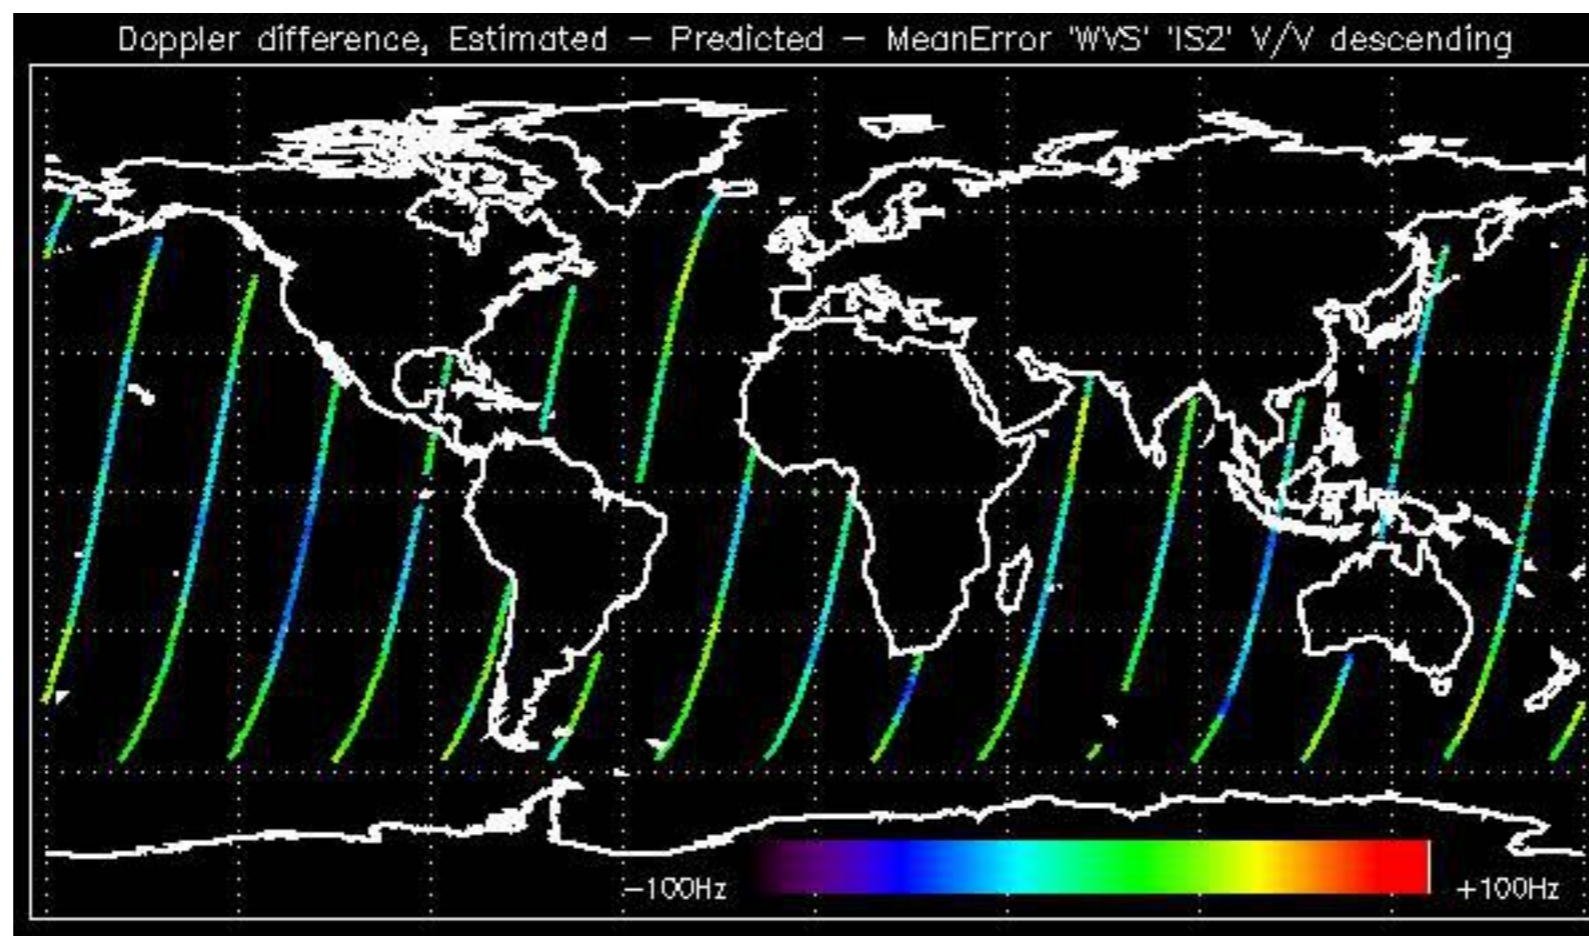 Doppler difference, Estimated - Predicted - MeanError 'WVS' 'IS2' V/V descending
-100Hz
+100Hz